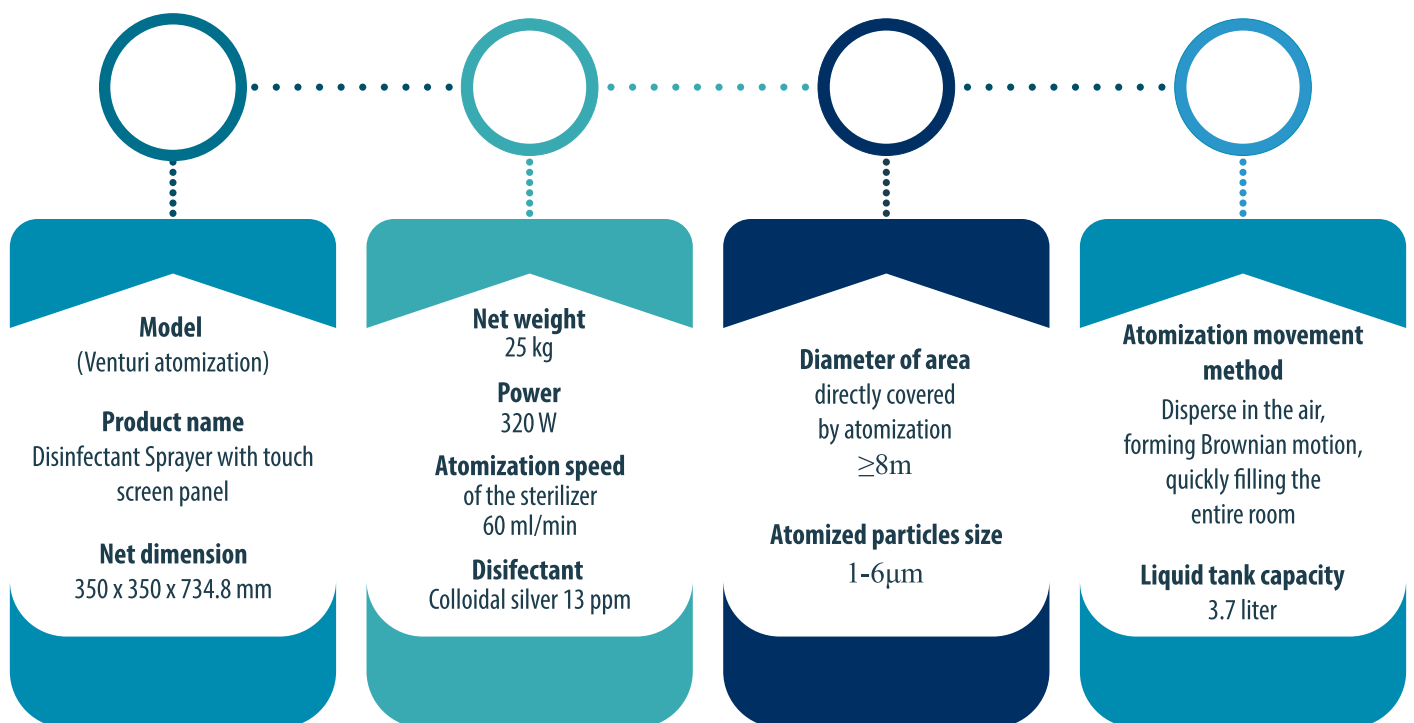 Model
(Venturi atomization)
Product name
Disinfectant Sprayer with touch
screen panel
Net dimension
350 x 350 x 734.8 mm
Net weight
25 kg
Power
320 W
Atomization speed
of the sterilizer
60 ml/min
Disifectant
Colloidal silver 13 ppm
Diameter of area
directly covered
by atomization
≥8m
Atomized particles size
1-6μm
Atomization movement
method
Disperse in the air,
forming Brownian motion,
quickly filling the
entire room
Liquid tank capacity
3.7 liter